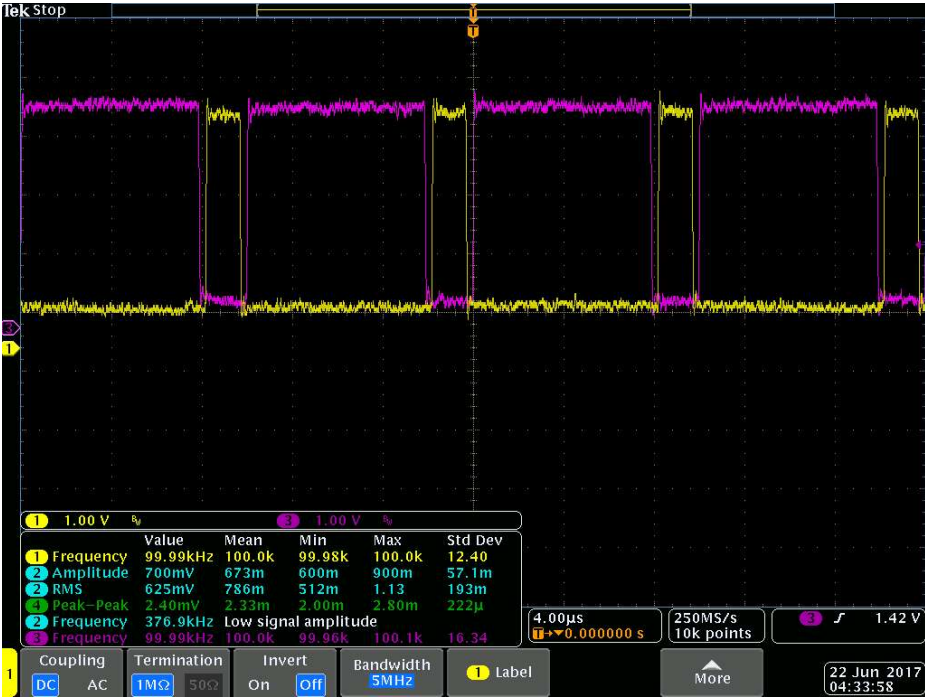 Tek Stop
T
T
3
1
1 1.00 V BW 3 1.00 V BW
Value Mean Min Max Std Dev
1 Frequency 99.99kHz 100.0k 99.98k 100.0k 12.40
2 Amplitude 700mV 673m 600m 900m 57.1m
2 RMS 625mV 786m 512m 1.13 193m
4 Peak-Peak 2.40mV 2.33m 2.00m 2.80m 222µ
2 Frequency 376.9kHz Low signal amplitude
3 Frequency 99.99kHz 100.0k 99.96k 100.1k 16.34
4.00µs
T→▼0.000000 s
250MS/s
10k points
3 1.42 V
1
Coupling
DC AC
Termination
1MΩ 50Ω
Invert
On Off
Bandwidth
5MHz
1 Label
More
22 Jun 2017
04:33:58